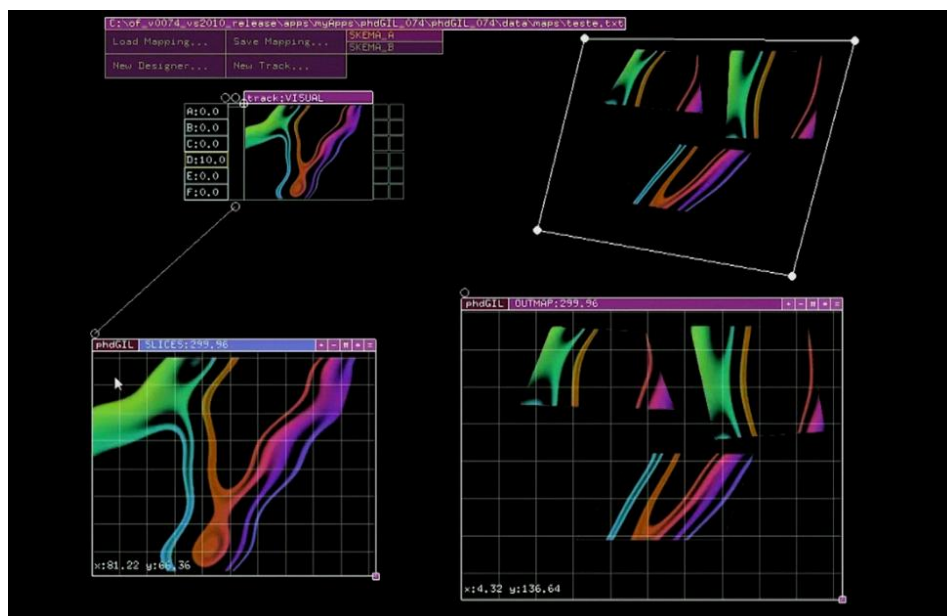 C:\of_v0074_vs2010_release\apps\myApps\phdGIL_074\phdGIL_074\data\maps\teste.txt
Load Mapping... Save Mapping... SKEMA_A
SKEMA_B
New Designer... New Track...
track:VISUAL
A:0.0
B:0.0
C:0.0
D:10.0
E:0.0
F:0.0
phdGIL OUTMAP:299.96 + - M
phdGIL SLICES:299.96 + - M
x:81.22 y:66.36
x:4.32 y:136.64